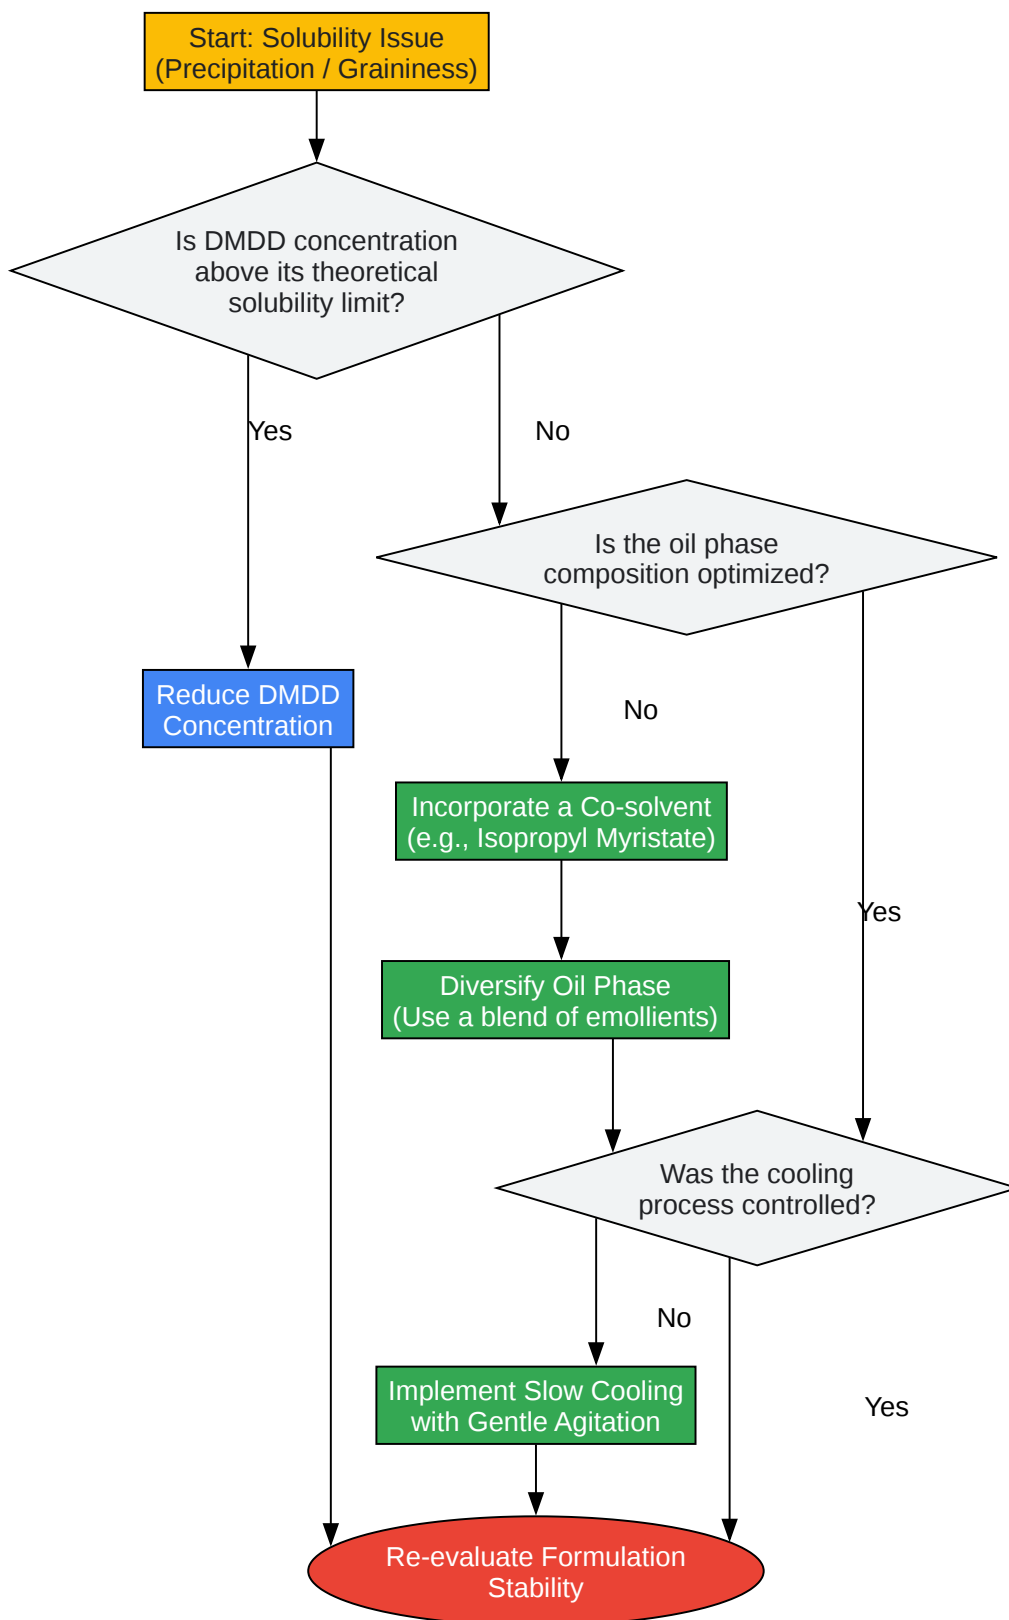 Start: Solubility Issue
(Precipitation / Graininess)
Is DMDD concentration
above its theoretical
solubility limit?
Yes
No
Is the oil phase
composition optimized?
Reduce DMDD
Concentration
No
Incorporate a Co-solvent
(e.g., Isopropyl Myristate)
Yes
Diversify Oil Phase
(Use a blend of emollients)
Was the cooling
process controlled?
No
Implement Slow Cooling
with Gentle Agitation
Yes
Re-evaluate Formulation
Stability